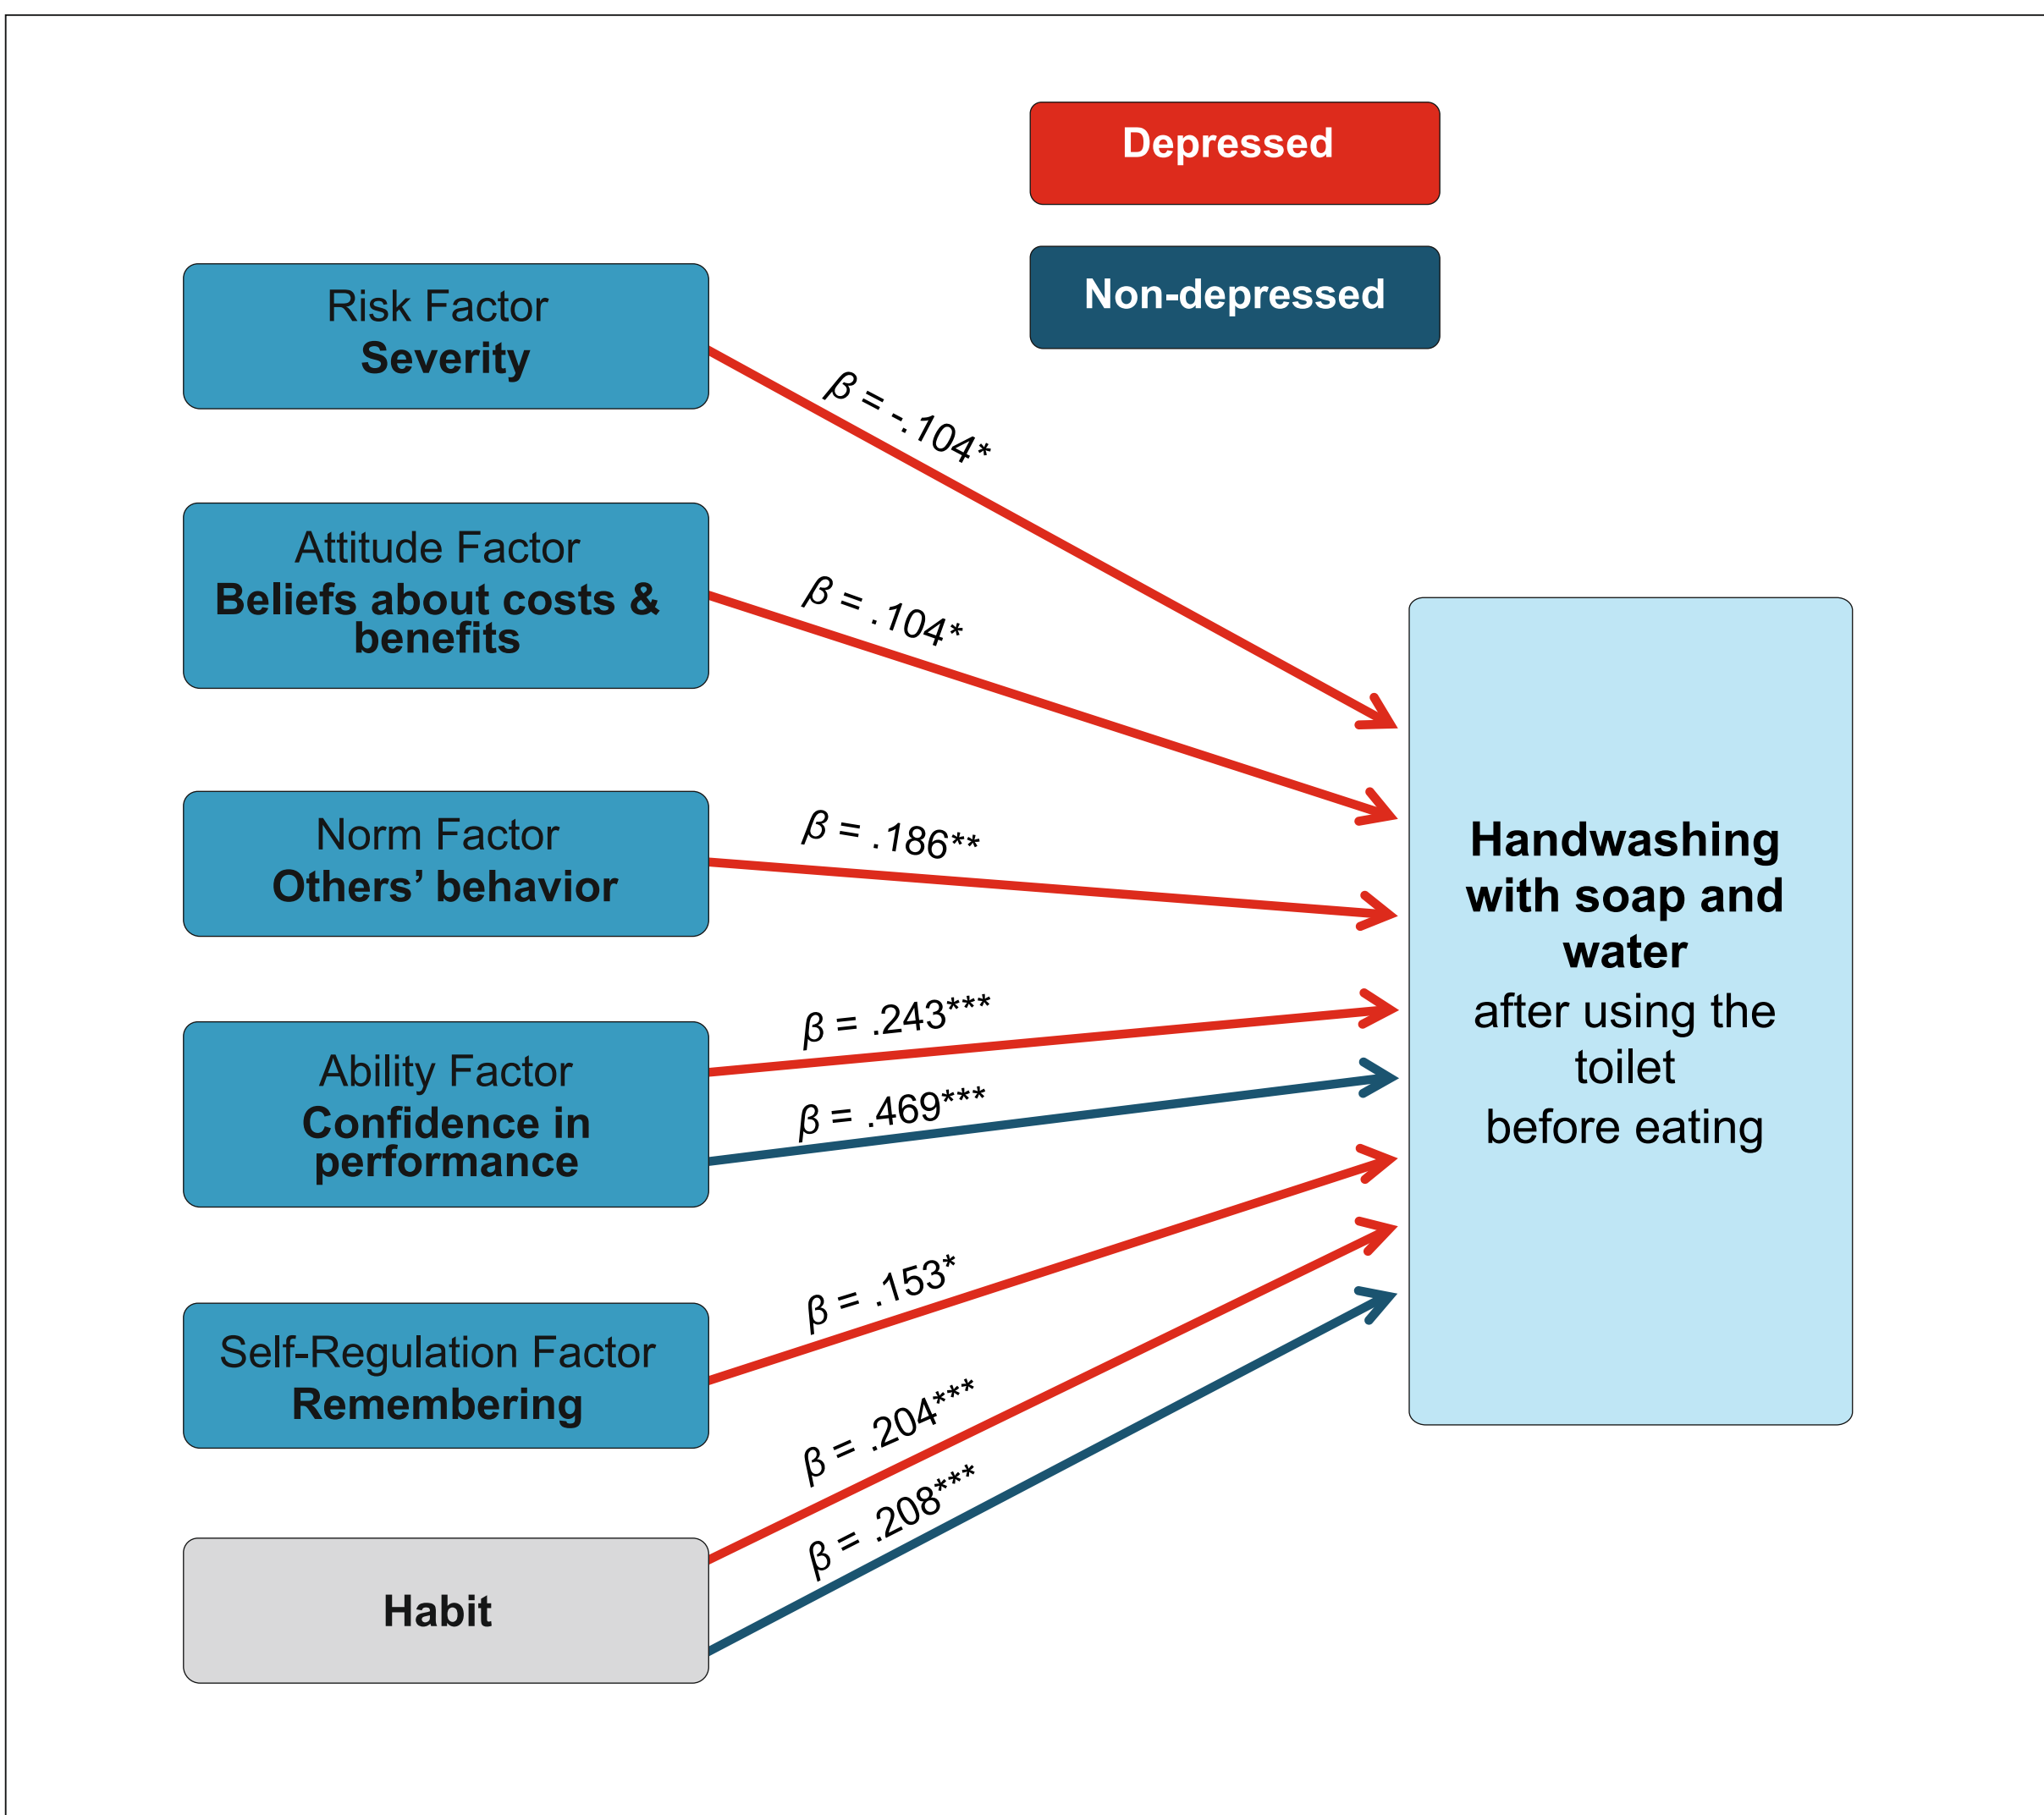 Depressed
Non-depressed
Risk Factor
Severity
β = -.104*
Attitude Factor
Beliefs about costs &
benefits
β = .104*
Norm Factor
Others’ behavior
β = .186**
Ability Factor
Confidence in
performance
β = .243***
β = .469***
Self-Regulation Factor
Remembering
β = .153*
Habit
β = .204***
β = .208***
Handwashing
with soap and
water
after using the
toilet
before eating